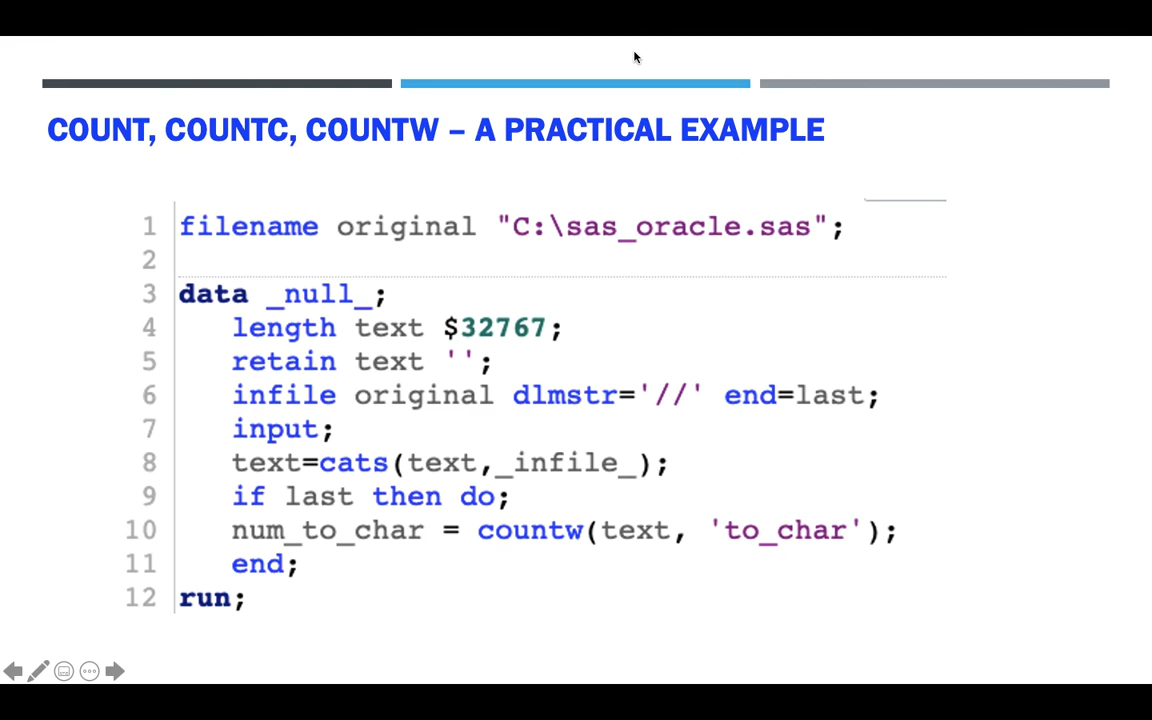 COUNT, COUNTC, COUNTW – A PRACTICAL EXAMPLE
1 filename original "C:\sas_oracle.sas";
2
3 data _null_;
4 length text $32767;
5 retain text '';
6 infile original dlmstr='//' end=last;
7 input;
8 text=cats(text,_infile_);
9 if last then do;
10 num_to_char = countw(text, 'to_char');
11 end;
12 run;